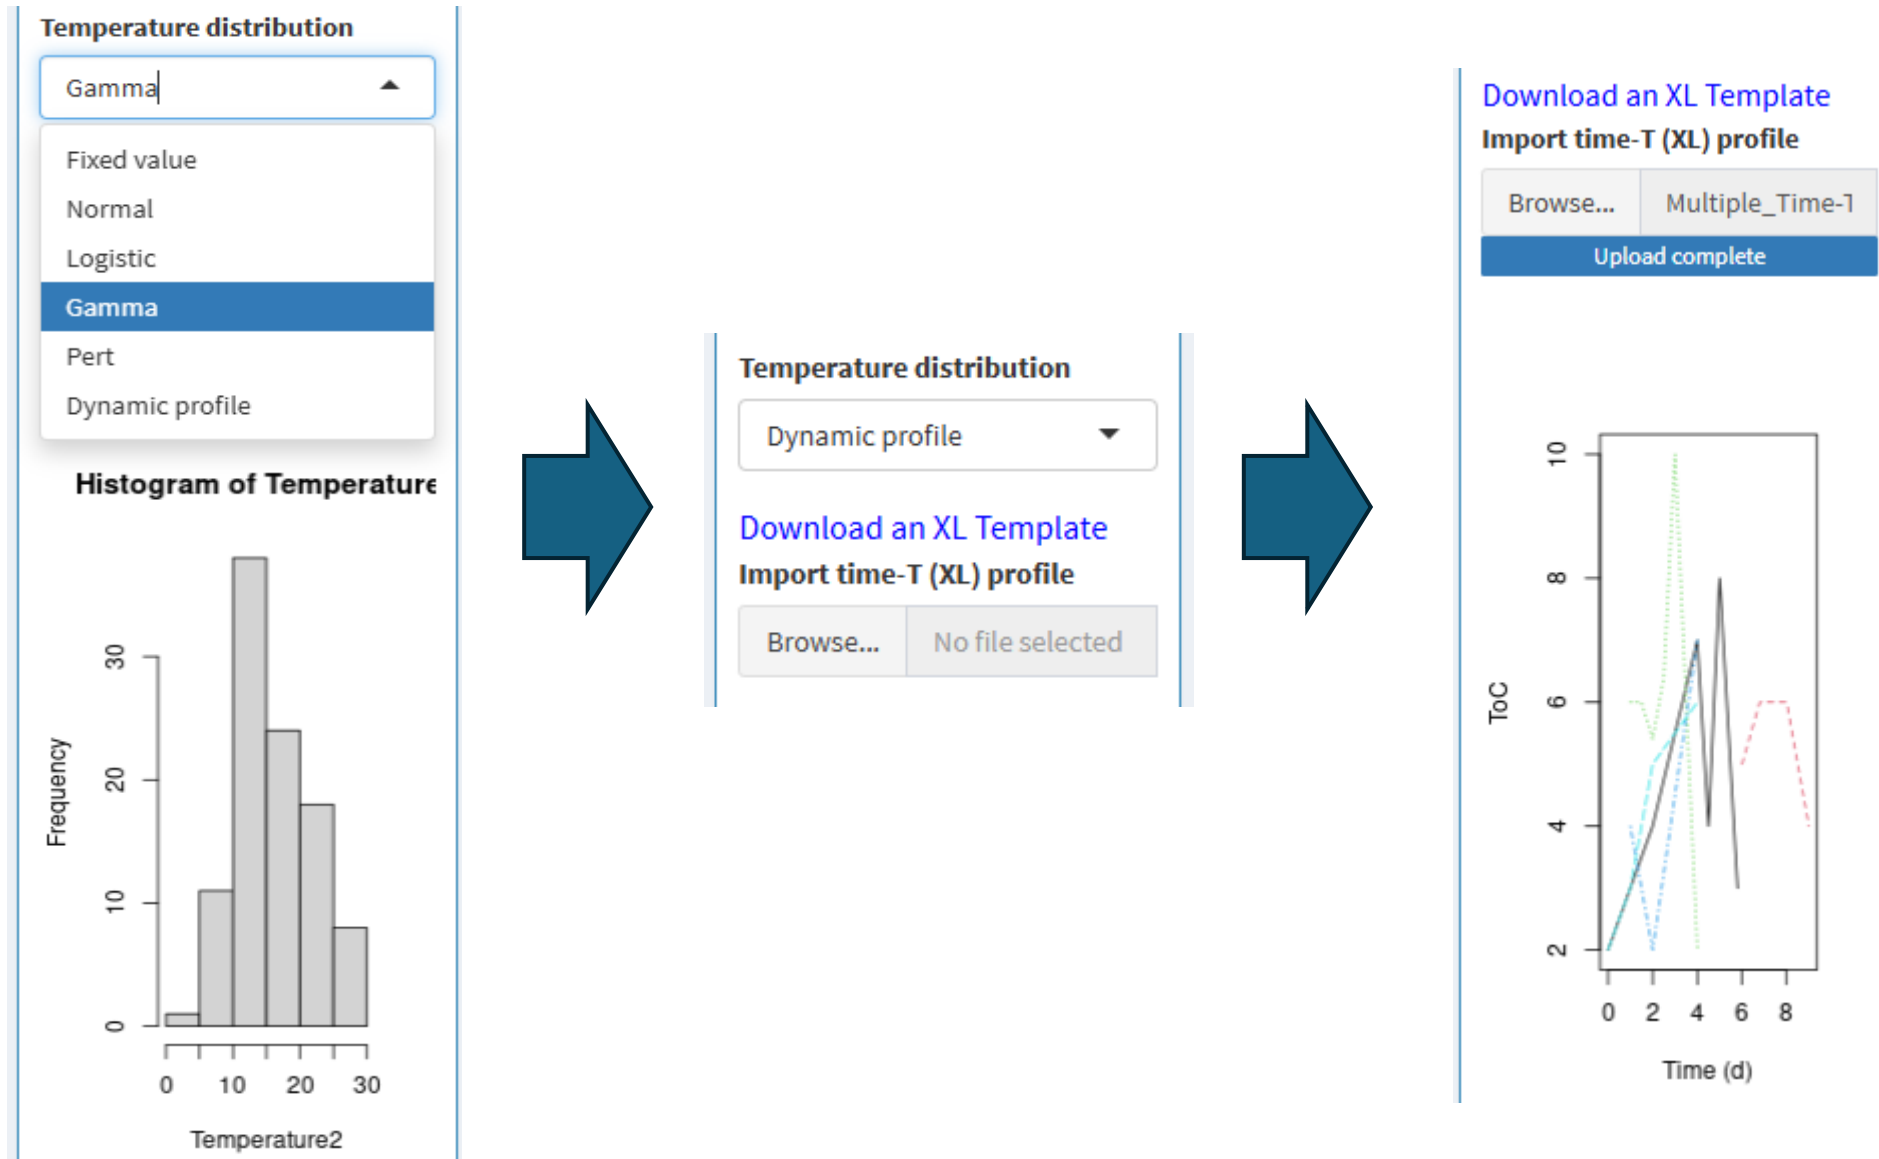 Temperature distribution
Gamma
Fixed value
Normal
Logistic
Gamma
Pert
Dynamic profile
Histogram of Temperature
Frequency
0
10
20
30
0
10
20
30
Temperature2
Temperature distribution
Dynamic profile
Download an XL Template
Import time-T (XL) profile
Browse... No file selected
Download an XL Template
Import time-T (XL) profile
Browse... Multiple_Time-T
Upload complete
ToC
10
8
6
4
2
0 2 4 6 8
Time (d)